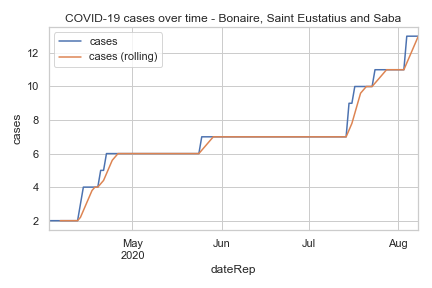 COVID-19 cases over time - Bonaire, Saint Eustatius and Saba
cases
cases (rolling)
12
10
8
6
4
2
cases
May
2020
Jun
Jul
Aug
dateRep